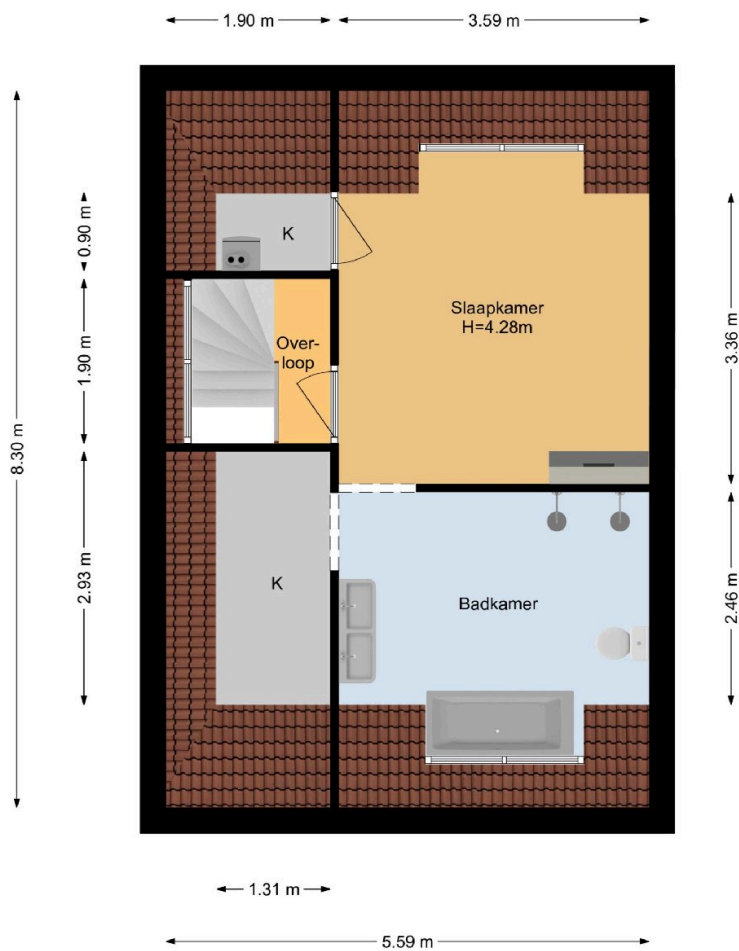 1.90 m
3.59 m
0.90 m
K
Slaapkamer
H=4.28m
Over-
loop
1.90 m
3.36 m
8.30 m
2.93 m
K
Badkamer
2.46 m
1.31 m
5.59 m